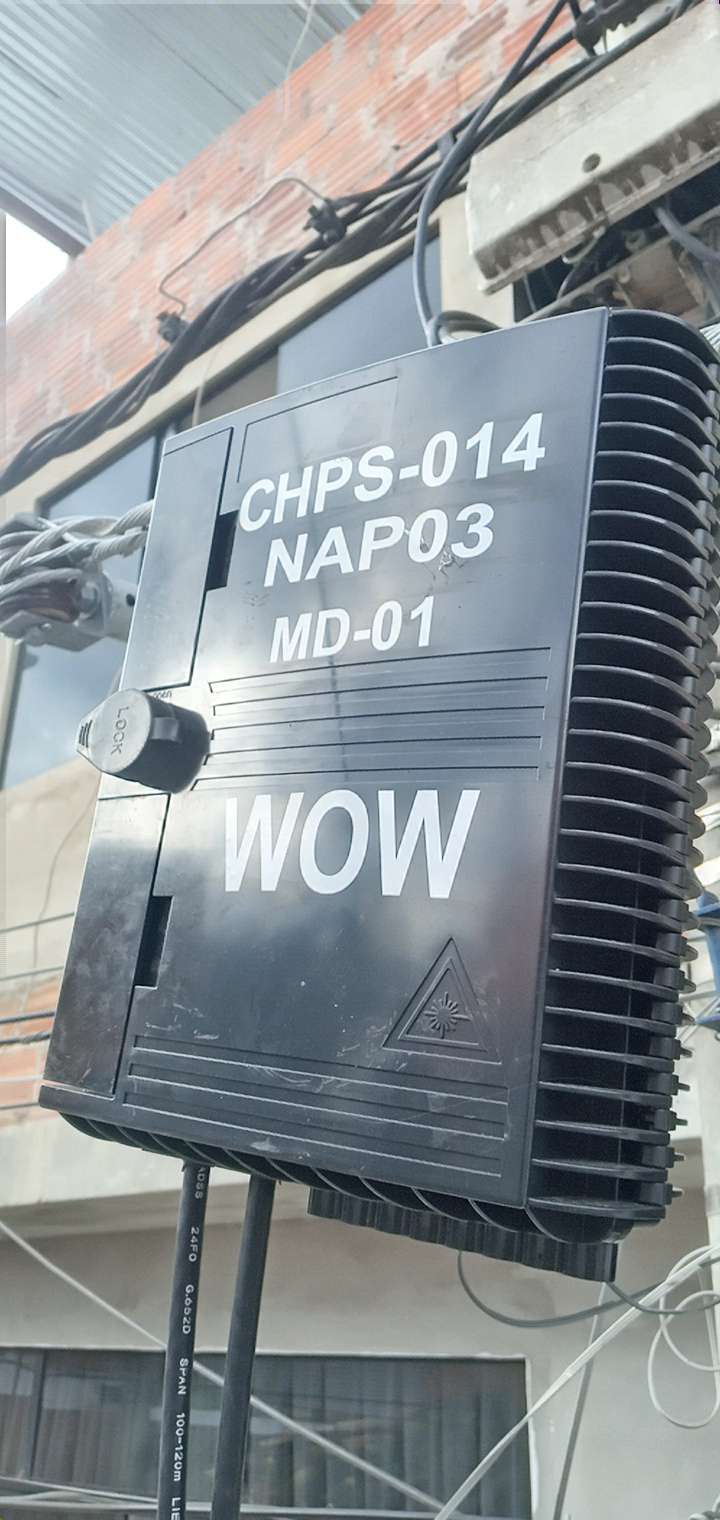 CHPS-014
NAP03
MD-01
LOCK
WOW
ADSS 24FO G.652D SPAN 100-120m